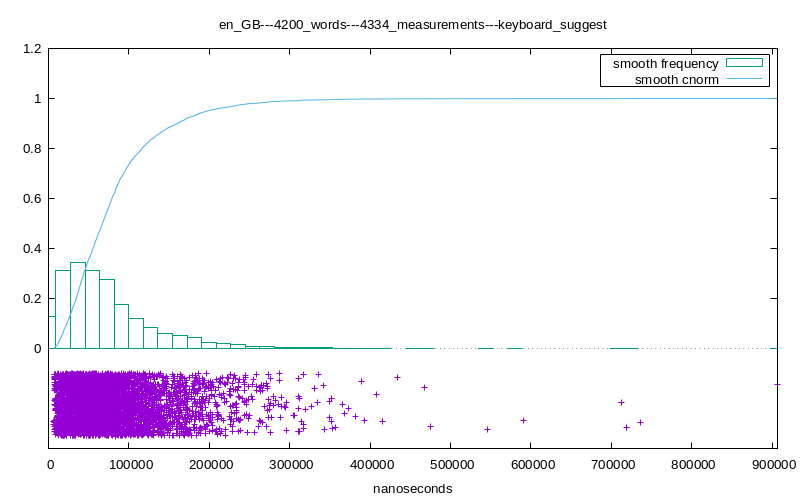 en_GB---4200_words---4334_measurements---keyboard_suggest
1.2
1
0.8
0.6
0.4
0.2
0
smooth frequency
smooth cnorm
0 100000 200000 300000 400000 500000 600000 700000 800000 900000
nanoseconds